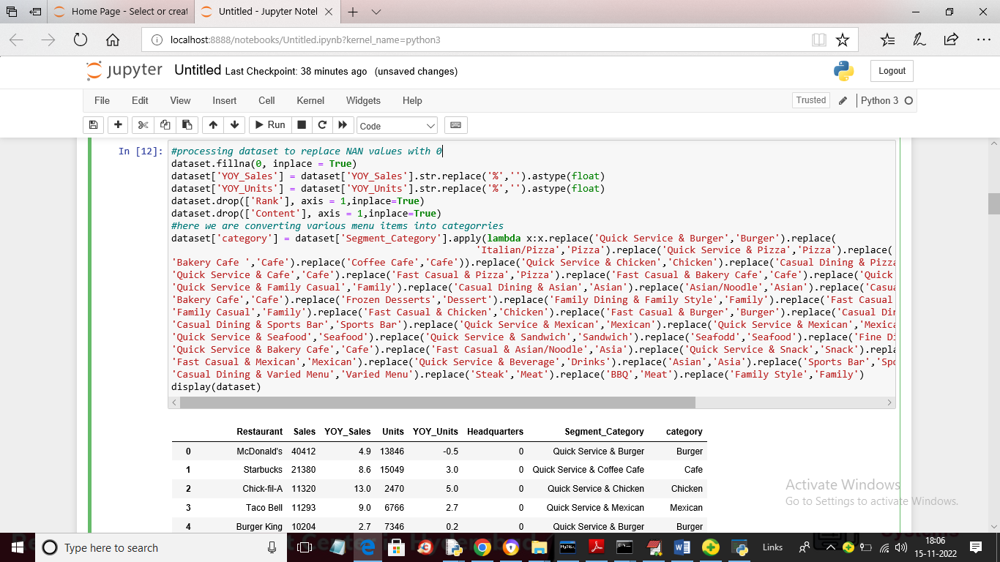 Home Page - Select or creat
Untitled - Jupyter Notel
localhost:8888/notebooks/Untitled.ipynb?kernel_name=python3
jupyter Untitled Last Checkpoint: 38 minutes ago (unsaved changes)
Logout
File Edit View Insert Cell Kernel Widgets Help
Trusted Python 3
Run Code
In [12]: #processing dataset to replace NAN values with 0
dataset.fillna(0, inplace = True)
dataset['YOY_Sales'] = dataset['YOY_Sales'].str.replace('%','').astype(float)
dataset['YOY_Units'] = dataset['YOY_Units'].str.replace('%','').astype(float)
dataset.drop(['Rank'], axis = 1,inplace=True)
dataset.drop(['Content'], axis = 1,inplace=True)
#here we are converting various menu items into categorries
dataset['category'] = dataset['Segment_Category'].apply(lambda x:x.replace('Quick Service & Burger','Burger').replace(
'Italian/Pizza','Pizza').replace('Quick Service & Pizza','Pizza').replace(
'Bakery Cafe ','Cafe').replace('Coffee Cafe','Cafe')).replace('Quick Service & Chicken','Chicken').replace('Casual Dining & Pizza
'Quick Service & Cafe','Cafe').replace('Fast Casual & Pizza','Pizza').replace('Fast Casual & Bakery Cafe','Cafe').replace('Quick
'Quick Service & Family Casual','Family').replace('Casual Dining & Asian','Asian').replace('Asian/Noodle','Asian').replace('Casua
'Bakery Cafe','Cafe').replace('Frozen Desserts','Dessert').replace('Family Dining & Family Style','Family').replace('Fast Casual
'Family Casual','Family').replace('Fast Casual & Chicken','Chicken').replace('Fast Casual & Burger','Burger').replace('Casual Din
'Casual Dining & Sports Bar','Sports Bar').replace('Quick Service & Mexican','Mexican').replace('Quick Service & Mexican','Mexica
'Quick Service & Seafood','Seafood').replace('Quick Service & Sandwich','Sandwich').replace('Seafodd','Seafood').replace('Fine Di
'Quick Service & Bakery Cafe','Cafe').replace('Fast Casual & Asian/Noodle','Asia').replace('Quick Service & Snack','Snack').repla
'Fast Casual & Mexican','Mexican').replace('Quick Service & Beverage','Drinks').replace('Asian','Asia').replace('Sports Bar','Spo
'Casual Dining & Varied Menu','Varied Menu').replace('Steak','Meat').replace('BBQ','Meat').replace('Family Style','Family')
display(dataset)
Restaurant Sales YOY_Sales Units YOY_Units Headquarters Segment_Category category
0 McDonald's 40412 4.9 13846 -0.5 0 Quick Service & Burger Burger
1 Starbucks 21380 8.6 15049 3.0 0 Quick Service & Coffee Cafe Cafe
2 Chick-fil-A 11320 13.0 2470 5.0 0 Quick Service & Chicken Chicken
3 Taco Bell 11293 9.0 6766 2.7 0 Quick Service & Mexican Mexican
4 Burger King 10204 2.7 7346 0.2 0 Quick Service & Burger Burger
Activate Windows
Go to Settings to activate Windows.
Type here to search
Links
18:06
15-11-2022